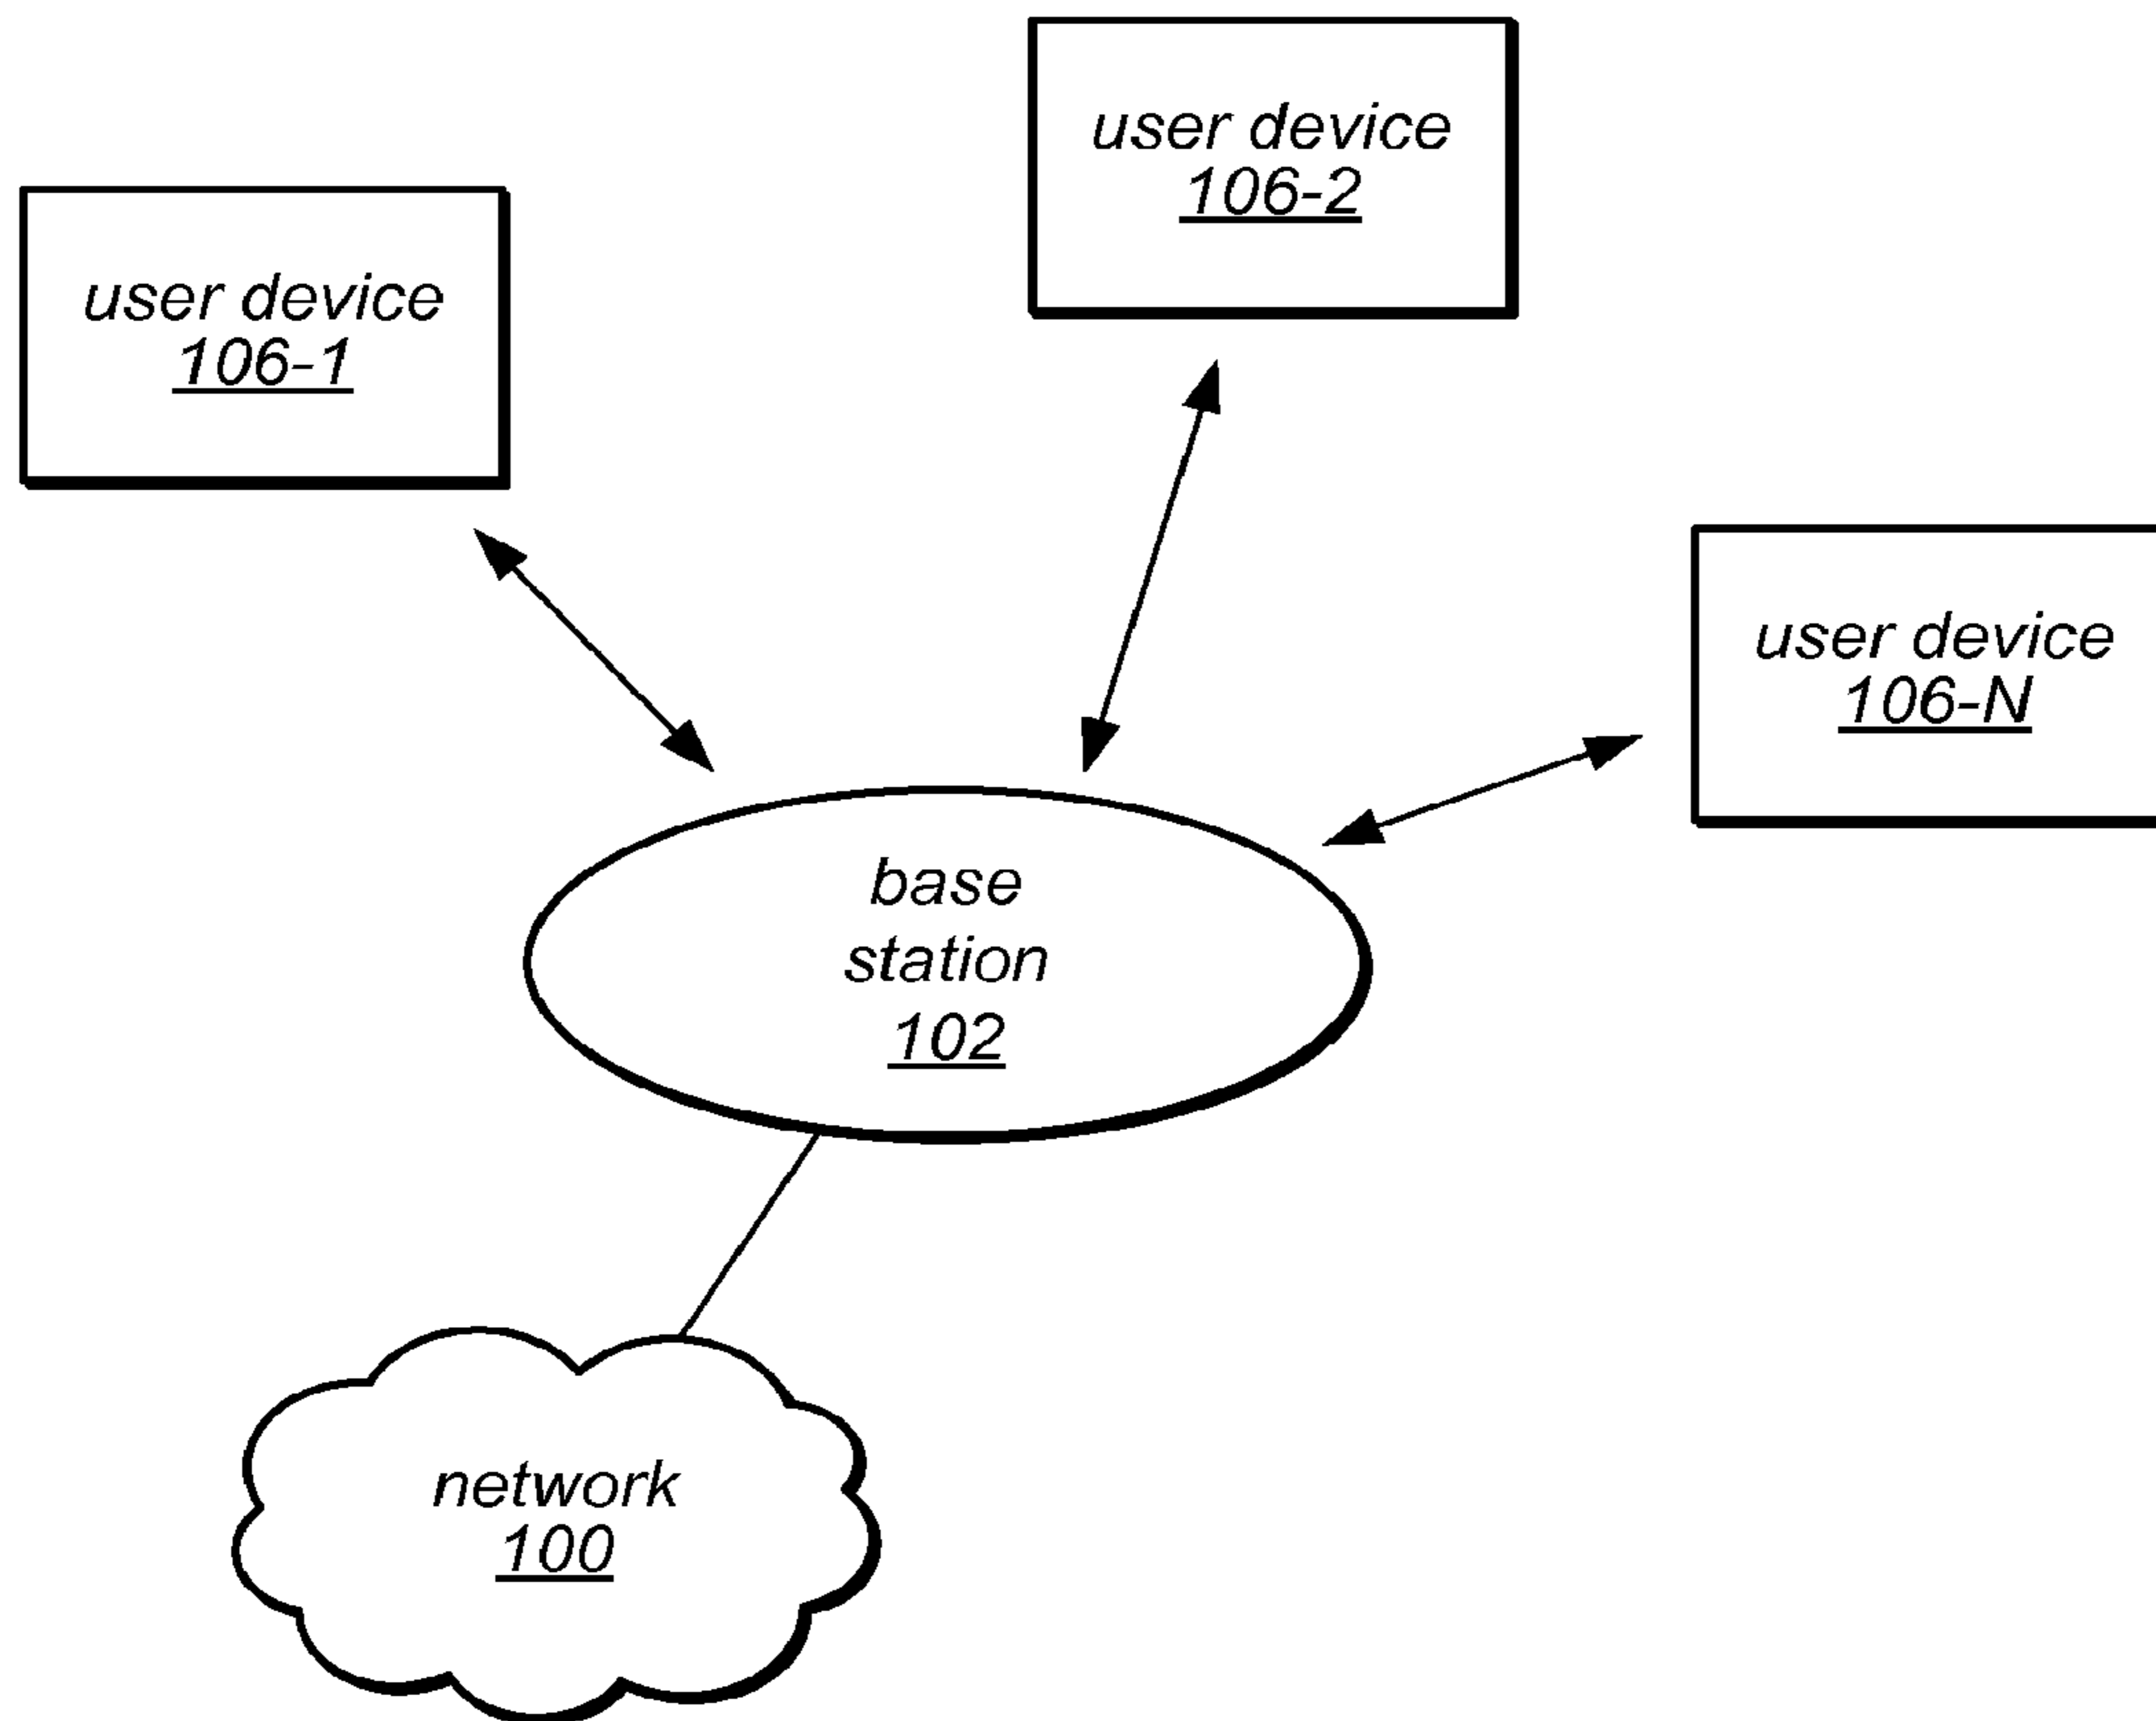 user device
106-2
user device
106-1
user device
106-N
base
station
102
network
100